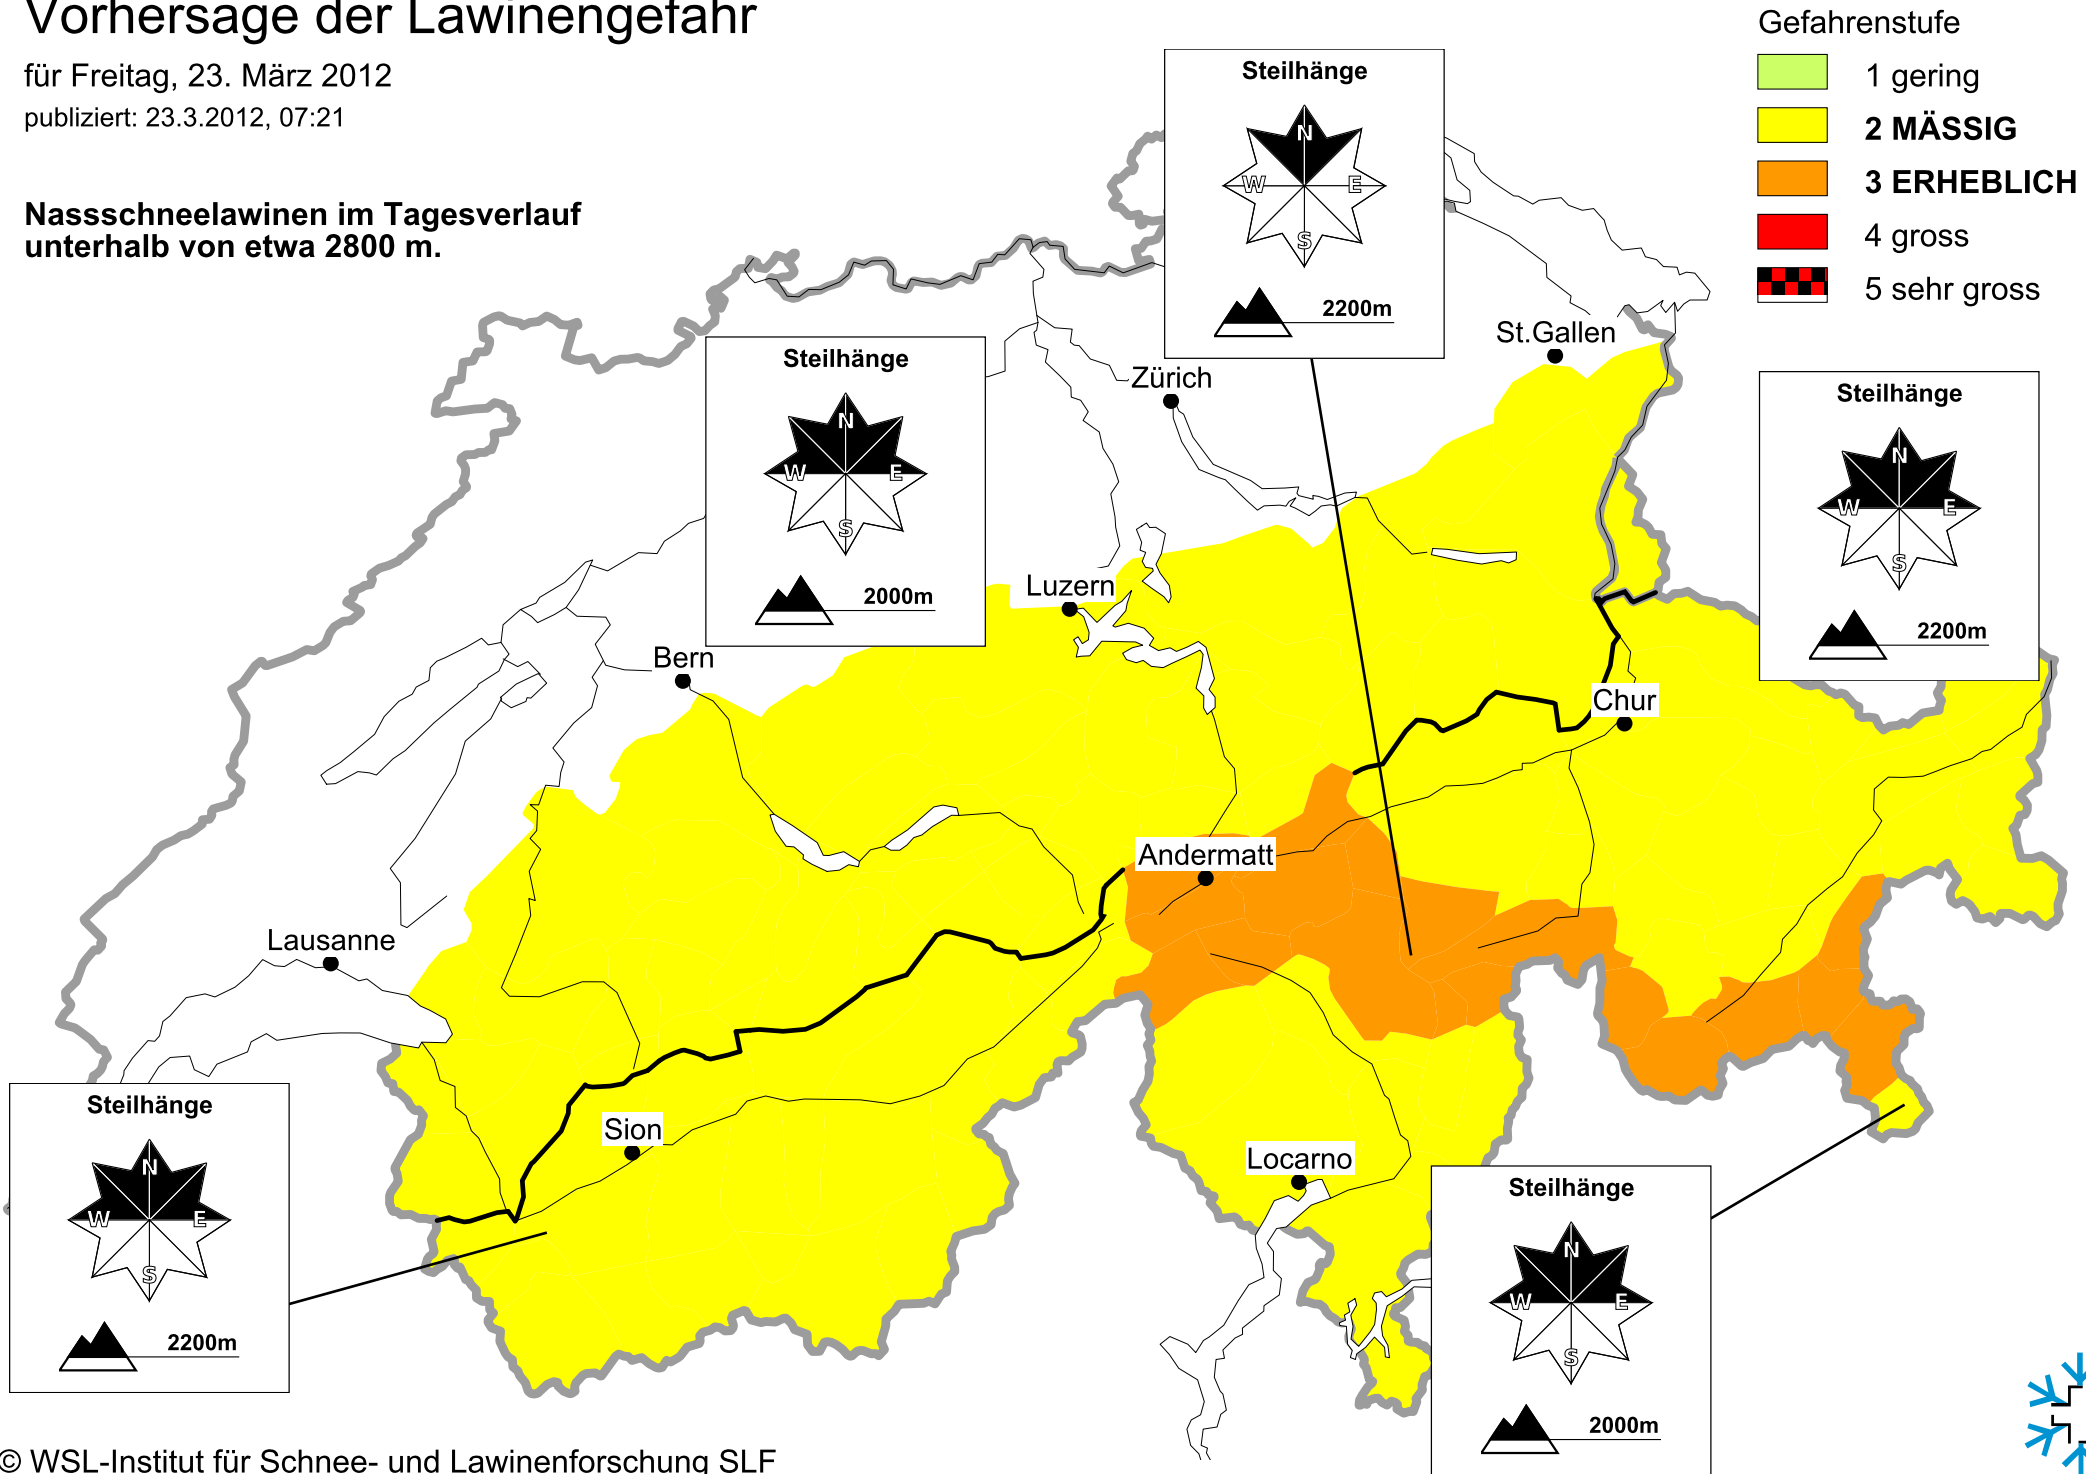 Vorhersage der Lawinengefahr
für Freitag, 23. März 2012
publiziert: 23.3.2012, 07:21
Nassschneelawinen im Tagesverlauf
unterhalb von etwa 2800 m.
Gefahrenstufe
1 gering
2 MÄSSIG
3 ERHEBLICH
4 gross
5 sehr gross
Steilhänge
N
W E
S
2200m
Steilhänge
N
W E
S
2000m
Steilhänge
N
W E
S
2200m
St.Gallen
Zürich
Luzern
Bern
Chur
Andermatt
Lausanne
Sion
Locarno
Steilhänge
N
W E
S
2200m
Steilhänge
N
W E
S
2000m
© WSL-Institut für Schnee- und Lawinenforschung SLF